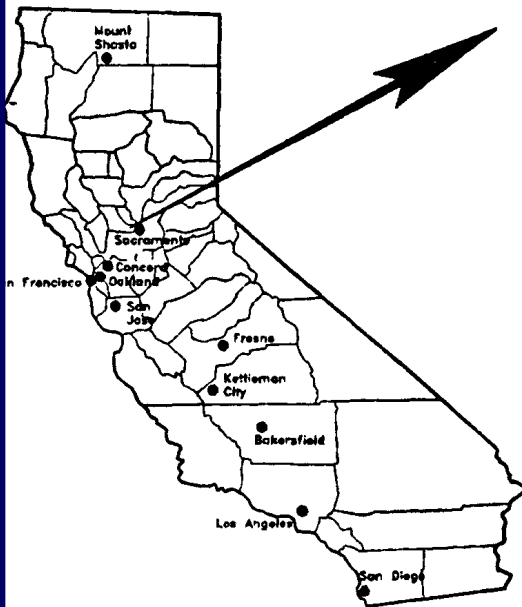 Mount
Shasta
Sacramento
Concord
n Francisco
Oakland
San
Jose
Fresno
Kettleman
City
Bakersfield
Los Angeles
San Diego